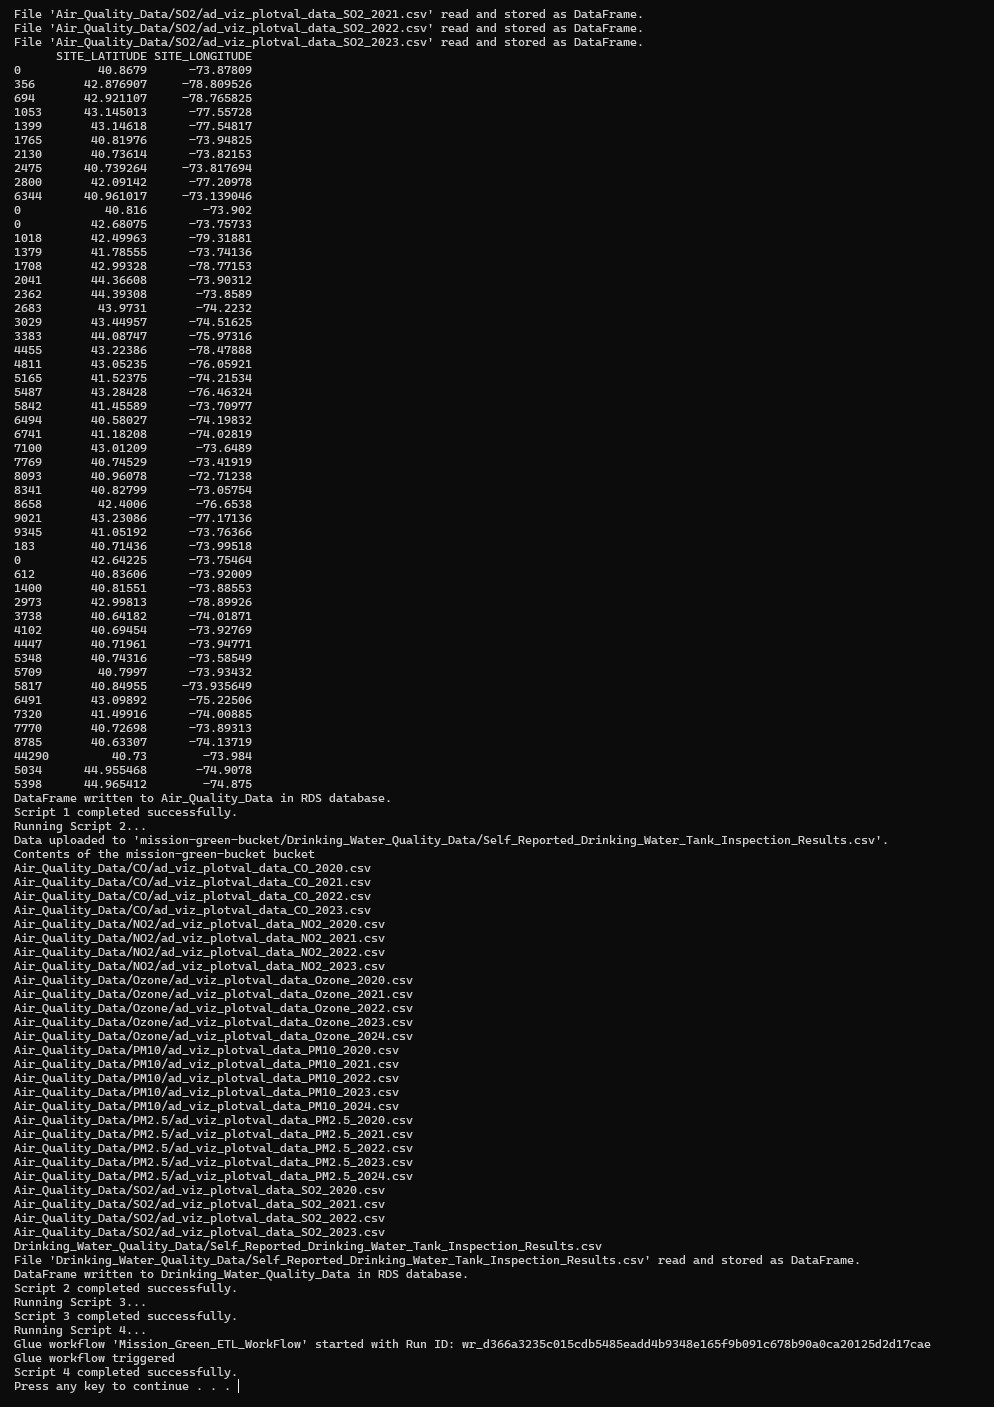 File 'Air_Quality_Data/SO2/ad_viz_plotval_data_SO2_2021.csv' read and stored as DataFrame.
File 'Air_Quality_Data/SO2/ad_viz_plotval_data_SO2_2022.csv' read and stored as DataFrame.
File 'Air_Quality_Data/SO2/ad_viz_plotval_data_SO2_2023.csv' read and stored as DataFrame.
      SITE_LATITUDE SITE_LONGITUDE
0           40.8679      -73.87809
356       42.876907     -78.809526
694       42.921107     -78.765825
1053      43.145013      -77.55728
1399       43.14618      -77.54817
1765       40.81976      -73.94825
2130       40.73614      -73.82153
2475      40.739264     -73.817694
2800       42.09142      -77.20978
6344      40.961017     -73.139046
0            40.816        -73.902
0          42.68075      -73.75733
1018       42.49963      -79.31881
1379       41.78555      -73.74136
1708       42.99328      -78.77153
2041       44.36608      -73.90312
2362       44.39308       -73.8589
2683        43.9731       -74.2232
3029       43.44957      -74.51625
3383       44.08747      -75.97316
4455       43.22386      -78.47888
4811       43.05235      -76.05921
5165       41.52375      -74.21534
5487       43.28428      -76.46324
5842       41.45589      -73.70977
6494       40.58027      -74.19832
6741       41.18208      -74.02819
7100       43.01209       -73.6489
7769       40.74529      -73.41919
8093       40.96078      -72.71238
8341       40.82799      -73.05754
8658        42.4006       -76.6538
9021       43.23086      -77.17136
9345       41.05192      -73.76366
183        40.71436      -73.99518
0          42.64225      -73.75464
612        40.83606      -73.92009
1400       40.81551      -73.88553
2973       42.99813      -78.89926
3738       40.64182      -74.01871
4102       40.69454      -73.92769
4447       40.71961      -73.94771
5348       40.74316      -73.58549
5709        40.7997      -73.93432
5817       40.84955     -73.935649
6491       43.09892      -75.22506
7320       41.49916      -74.00885
7770       40.72698      -73.89313
8785       40.63307      -74.13719
44290         40.73        -73.984
5034      44.955468       -74.9078
5398      44.965412        -74.875
DataFrame written to Air_Quality_Data in RDS database.
Script 1 completed successfully.
Running Script 2...
Data uploaded to 'mission-green-bucket/Drinking_Water_Quality_Data/Self_Reported_Drinking_Water_Tank_Inspection_Results.csv'.
Contents of the mission-green-bucket bucket
Air_Quality_Data/CO/ad_viz_plotval_data_CO_2020.csv
Air_Quality_Data/CO/ad_viz_plotval_data_CO_2021.csv
Air_Quality_Data/CO/ad_viz_plotval_data_CO_2022.csv
Air_Quality_Data/CO/ad_viz_plotval_data_CO_2023.csv
Air_Quality_Data/NO2/ad_viz_plotval_data_NO2_2020.csv
Air_Quality_Data/NO2/ad_viz_plotval_data_NO2_2021.csv
Air_Quality_Data/NO2/ad_viz_plotval_data_NO2_2022.csv
Air_Quality_Data/NO2/ad_viz_plotval_data_NO2_2023.csv
Air_Quality_Data/Ozone/ad_viz_plotval_data_Ozone_2020.csv
Air_Quality_Data/Ozone/ad_viz_plotval_data_Ozone_2021.csv
Air_Quality_Data/Ozone/ad_viz_plotval_data_Ozone_2022.csv
Air_Quality_Data/Ozone/ad_viz_plotval_data_Ozone_2023.csv
Air_Quality_Data/Ozone/ad_viz_plotval_data_Ozone_2024.csv
Air_Quality_Data/PM10/ad_viz_plotval_data_PM10_2020.csv
Air_Quality_Data/PM10/ad_viz_plotval_data_PM10_2021.csv
Air_Quality_Data/PM10/ad_viz_plotval_data_PM10_2022.csv
Air_Quality_Data/PM10/ad_viz_plotval_data_PM10_2023.csv
Air_Quality_Data/PM10/ad_viz_plotval_data_PM10_2024.csv
Air_Quality_Data/PM2.5/ad_viz_plotval_data_PM2.5_2020.csv
Air_Quality_Data/PM2.5/ad_viz_plotval_data_PM2.5_2021.csv
Air_Quality_Data/PM2.5/ad_viz_plotval_data_PM2.5_2022.csv
Air_Quality_Data/PM2.5/ad_viz_plotval_data_PM2.5_2023.csv
Air_Quality_Data/PM2.5/ad_viz_plotval_data_PM2.5_2024.csv
Air_Quality_Data/SO2/ad_viz_plotval_data_SO2_2020.csv
Air_Quality_Data/SO2/ad_viz_plotval_data_SO2_2021.csv
Air_Quality_Data/SO2/ad_viz_plotval_data_SO2_2022.csv
Air_Quality_Data/SO2/ad_viz_plotval_data_SO2_2023.csv
Drinking_Water_Quality_Data/Self_Reported_Drinking_Water_Tank_Inspection_Results.csv
File 'Drinking_Water_Quality_Data/Self_Reported_Drinking_Water_Tank_Inspection_Results.csv' read and stored as DataFrame.
DataFrame written to Drinking_Water_Quality_Data in RDS database.
Script 2 completed successfully.
Running Script 3...
Script 3 completed successfully.
Running Script 4...
Glue workflow 'Mission_Green_ETL_WorkFlow' started with Run ID: wr_d366a3235c015cdb5485eadd4b9348e165f9b091c678b90a0ca20125d2d17cae
Glue workflow triggered
Script 4 completed successfully.
Press any key to continue . . .